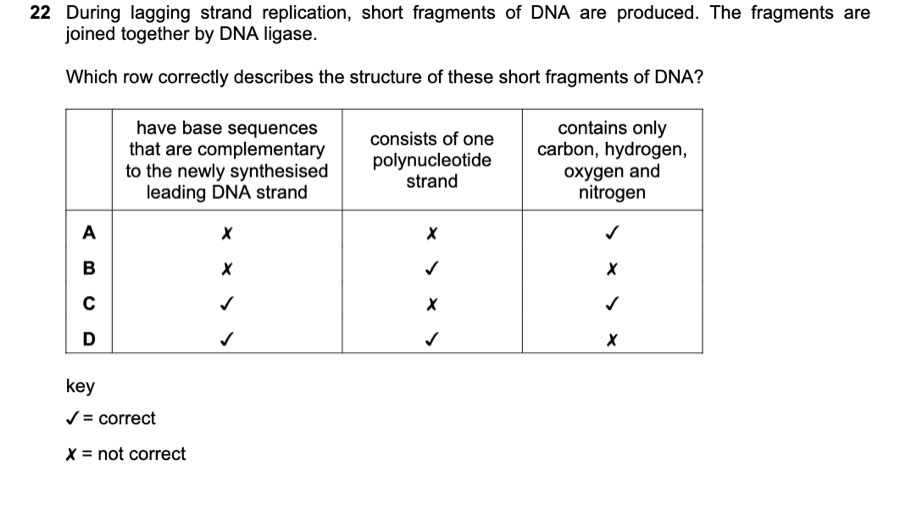 22 During lagging strand replication, short fragments of DNA are produced. The fragments are
joined together by DNA ligase.
Which row correctly describes the structure of these short fragments of DNA?
have base sequences that are complementary to the newly synthesised leading DNA strand
consists of one polynucleotide strand
contains only carbon, hydrogen, oxygen and nitrogen
A ✗ ✗ ✓
B ✗ ✓ ✗
C ✓ ✗ ✓
D ✓ ✓ ✗
key
✓ = correct
✗ = not correct